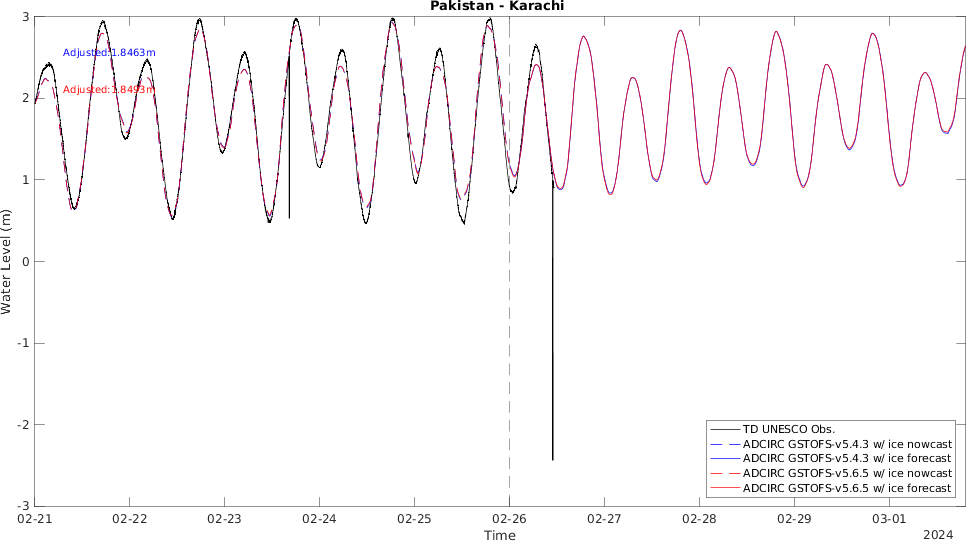 Pakistan - Karachi
3
2
1
0
-1
-2
-3
Water Level (m)
Adjusted:1.8463m
Adjusted:1.8493m
TD UNESCO Obs.
ADCIRC GSTOFS-v5.4.3 w/ ice nowcast
ADCIRC GSTOFS-v5.4.3 w/ ice forecast
ADCIRC GSTOFS-v5.6.5 w/ ice nowcast
ADCIRC GSTOFS-v5.6.5 w/ ice forecast
02-21 02-22 02-23 02-24 02-25 02-26 02-27 02-28 02-29 03-01
Time
2024